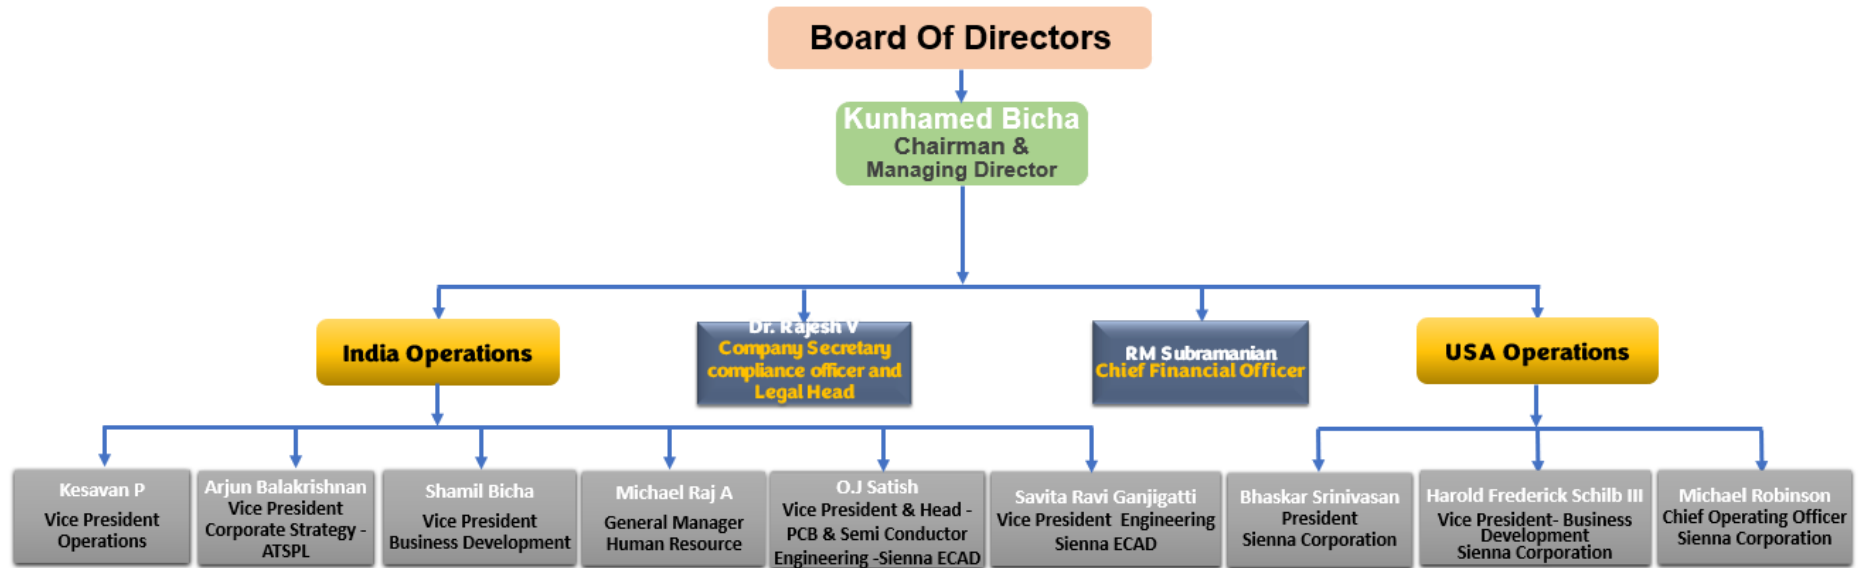 Board Of Directors
Kunhamed Bicha
Chairman &
Managing Director
India Operations
Dr. Rajesh V
Company Secretary
compliance officer and
Legal Head
RM Subramanian
Chief Financial Officer
USA Operations
Kesavan P
Vice President
Operations
Arjun Balakrishnan
Vice President
Corporate Strategy -
ATSPL
Shamil Bicha
Vice President
Business Development
Michael Raj A
General Manager
Human Resource
O.J Satish
Vice President & Head -
PCB & Semi Conductor
Engineering -Sienna ECAD
Savita Ravi Ganjigatti
Vice President Engineering
Sienna ECAD
Bhaskar Srinivasan
President
Sienna Corporation
Harold Frederick Schilb III
Vice President- Business
Development
Sienna Corporation
Michael Robinson
Chief Operating Officer
Sienna Corporation